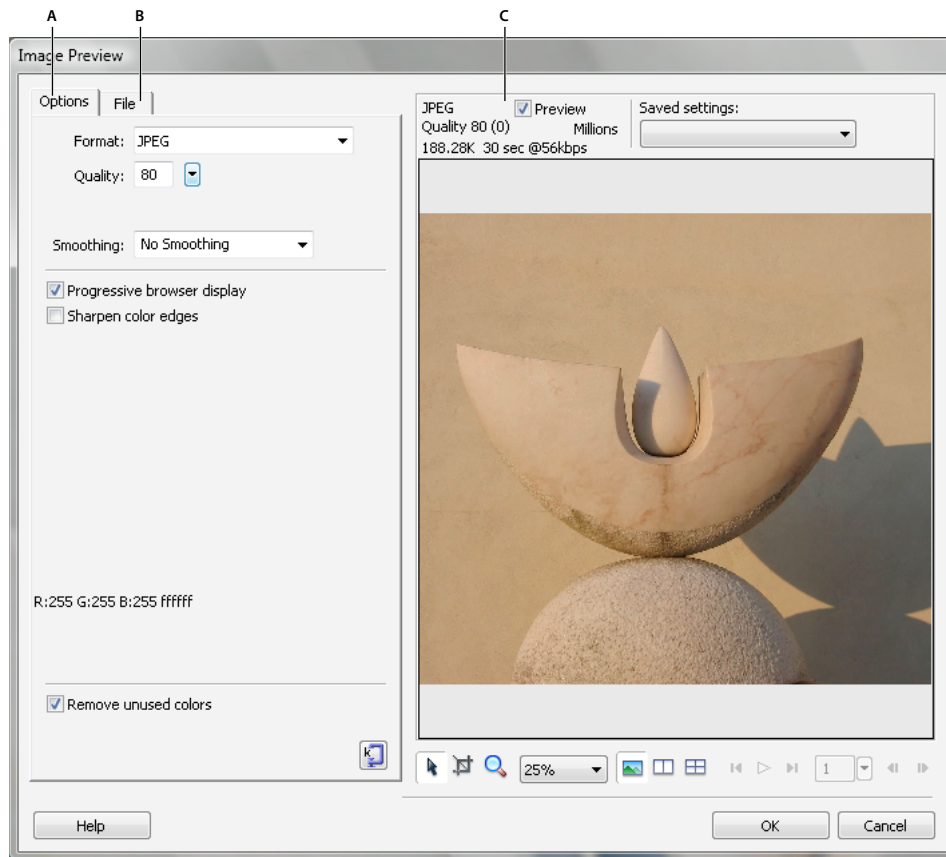 A B C
Image Preview
Options File
Format: JPEG
Quality: 80
Smoothing: No Smoothing
Progressive browser display
Sharpen color edges
R:255 G:255 B:255 ffffff
Remove unused colors
JPEG Preview
Quality 80 (0) Millions
188.28K 30 sec @56kbps
Saved settings:
25%
1
Help
OK
Cancel